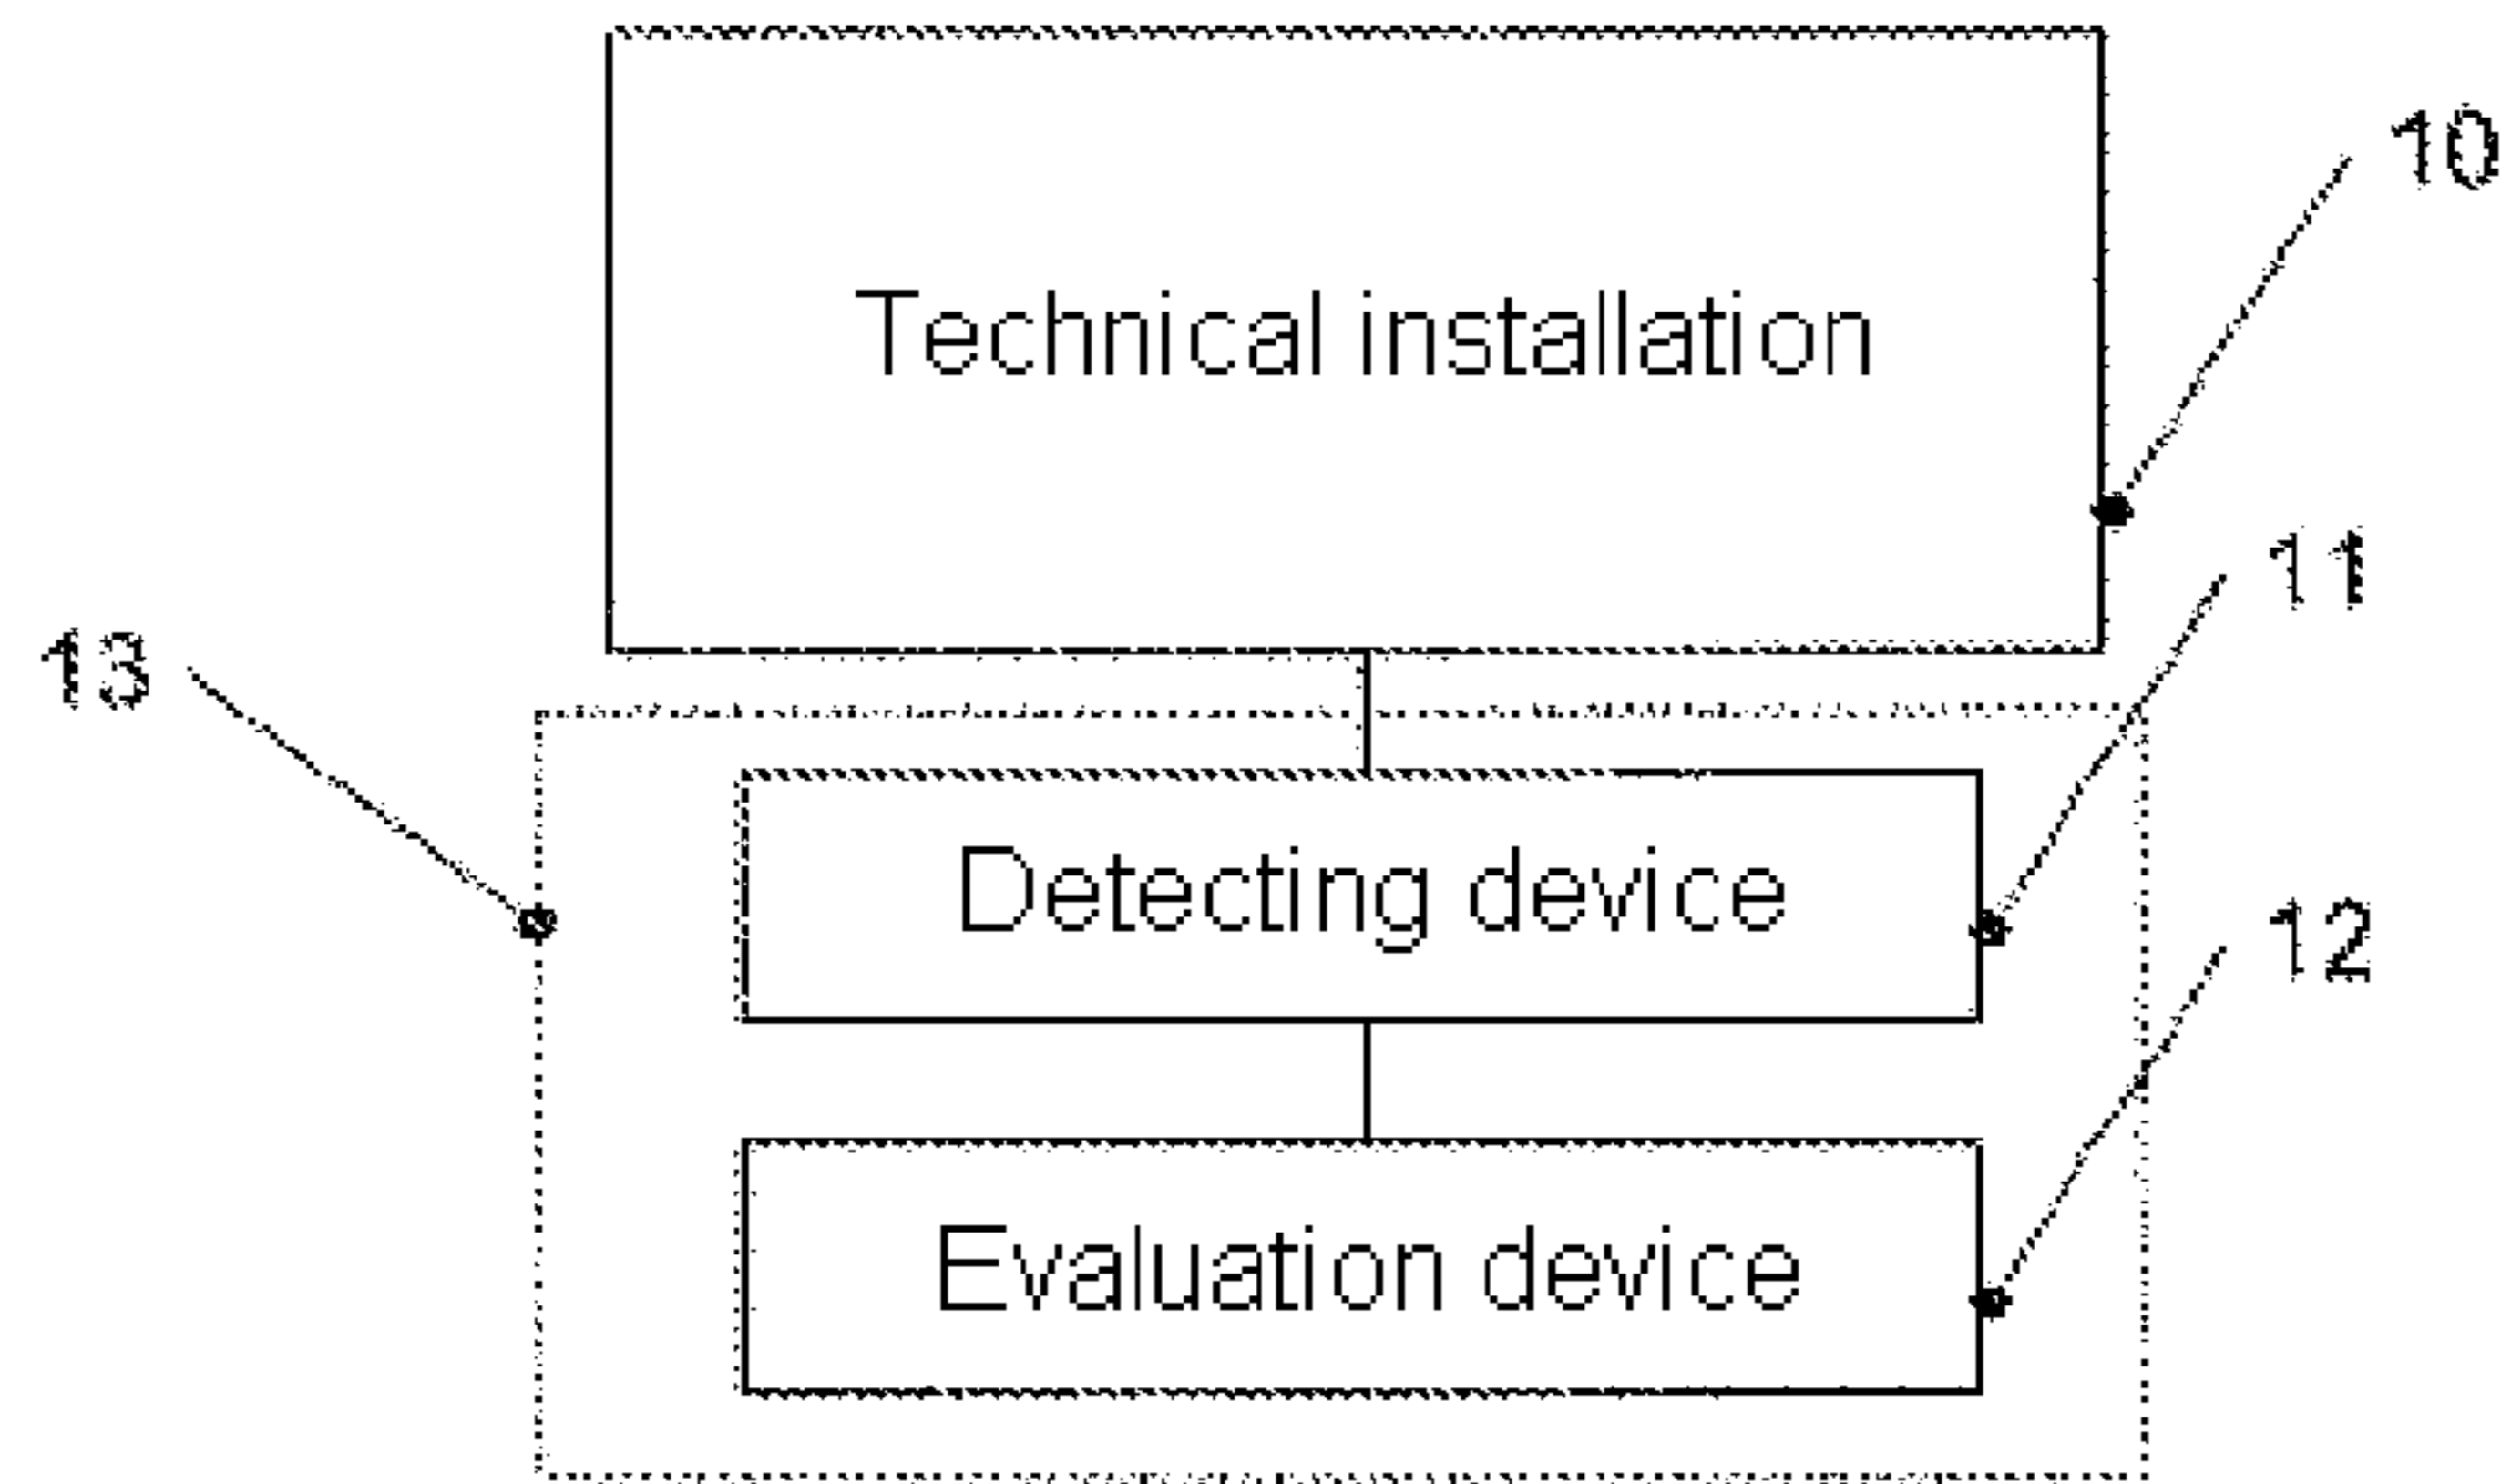 10
Technical installation
11
13
Detecting device
12
Evaluation device